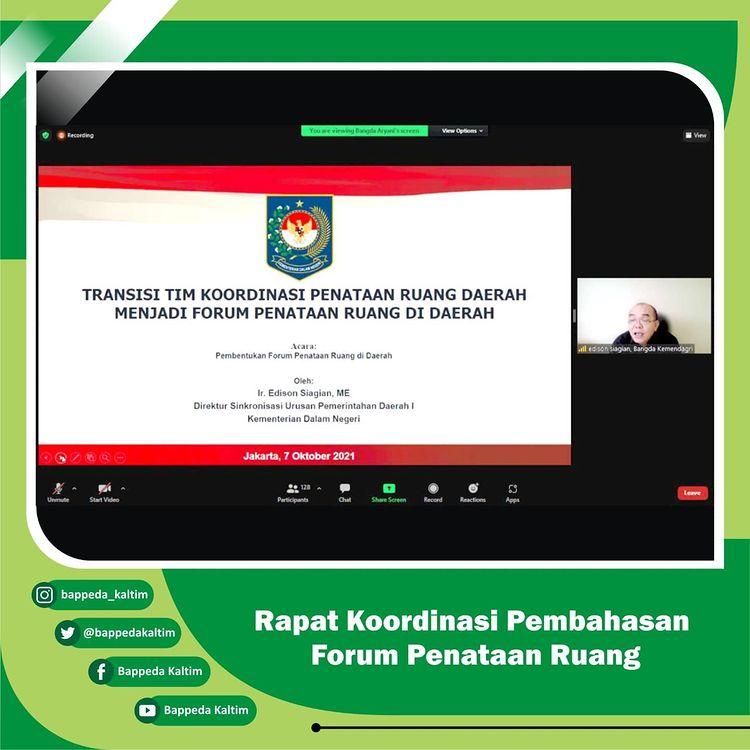 Recording
You are viewing Bangda Aryani's screen
View Options
View
KEMENTERIAN DALAM NEGERI
TRANSISI TIM KOORDINASI PENATAAN RUANG DAERAH
MENJADI FORUM PENATAAN RUANG DI DAERAH
Acara:
Pembentukan Forum Penataan Ruang di Daerah
Oleh:
Ir. Edison Siagian, ME
Direktur Sinkronisasi Urusan Pemerintahan Daerah I
Kementerian Dalam Negeri
Jakarta, 7 Oktober 2021
edison siagian, Bangda Kemendagri
Unmute
Start Video
Participants
128
Chat
Share Screen
Record
Reactions
Apps
Leave
bappeda_kaltim
@bappedakaltim
Bappeda Kaltim
Bappeda Kaltim
Rapat Koordinasi Pembahasan
Forum Penataan Ruang